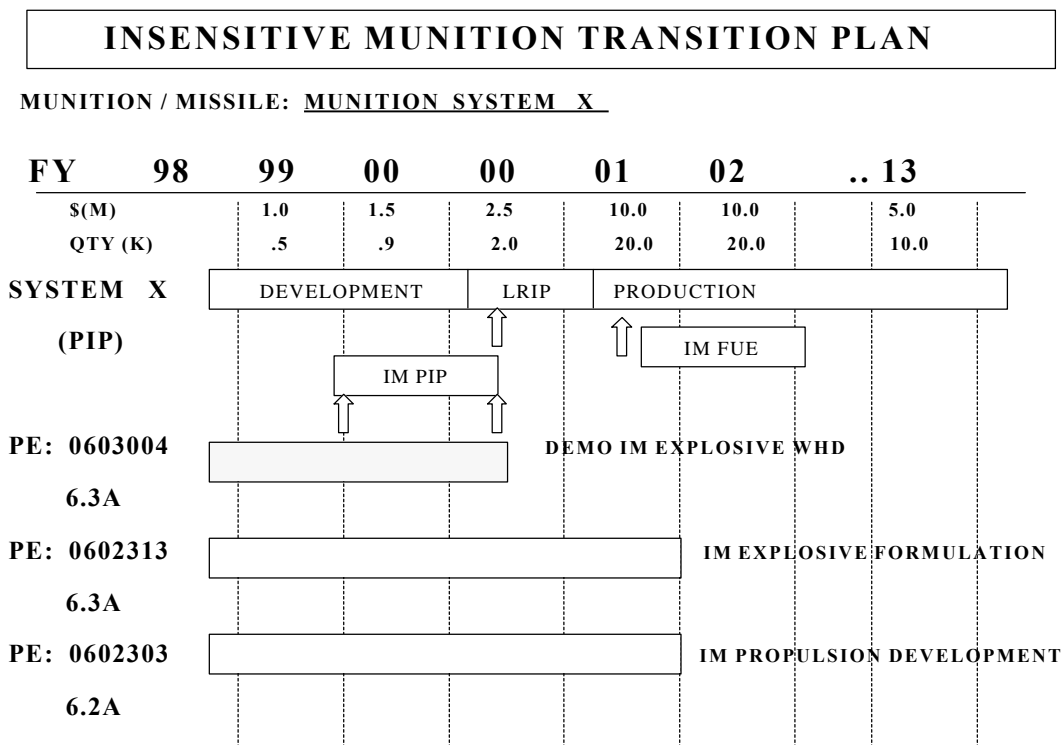 INSENSITIVE MUNITION TRANSITION PLAN
MUNITION / MISSILE: MUNITION SYSTEM X
FY 98 99 00 00 01 02 .. 13
$(M) 1.0 1.5 2.5 10.0 10.0 5.0
QTY (K) .5 .9 2.0 20.0 20.0 10.0
SYSTEM X DEVELOPMENT LRIP PRODUCTION
(PIP) IM FUE
IM PIP
PE: 0603004 DEMO IM EXPLOSIVE WHD
6.3A
PE: 0602313 IM EXPLOSIVE FORMULATION
6.3A
PE: 0602303 IM PROPULSION DEVELOPMENT
6.2A